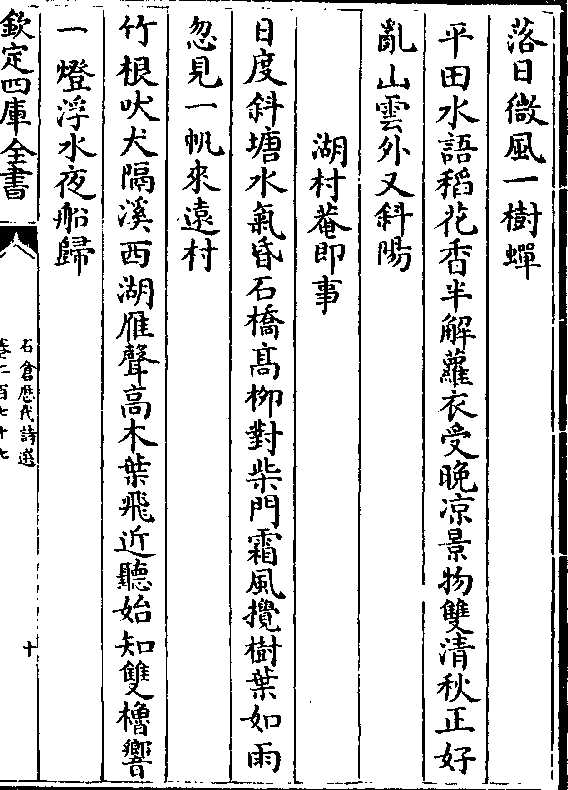 落日微風一樹蟬
平田水語稻花香半解蘿衣受晚凉景物雙清秋正好
亂山雲外又斜陽
湖村菴即事
日度斜塘水氣昏石橋髙柳對柴門霜風攪樹葉如雨
忽見一帆來遠村
竹根吠犬隔溪西湖雁聲高木葉飛近聽始知雙櫓響
一燈浮水夜船歸
欽定四庫全書
石倉歴代詩選
卷二百七十七
十